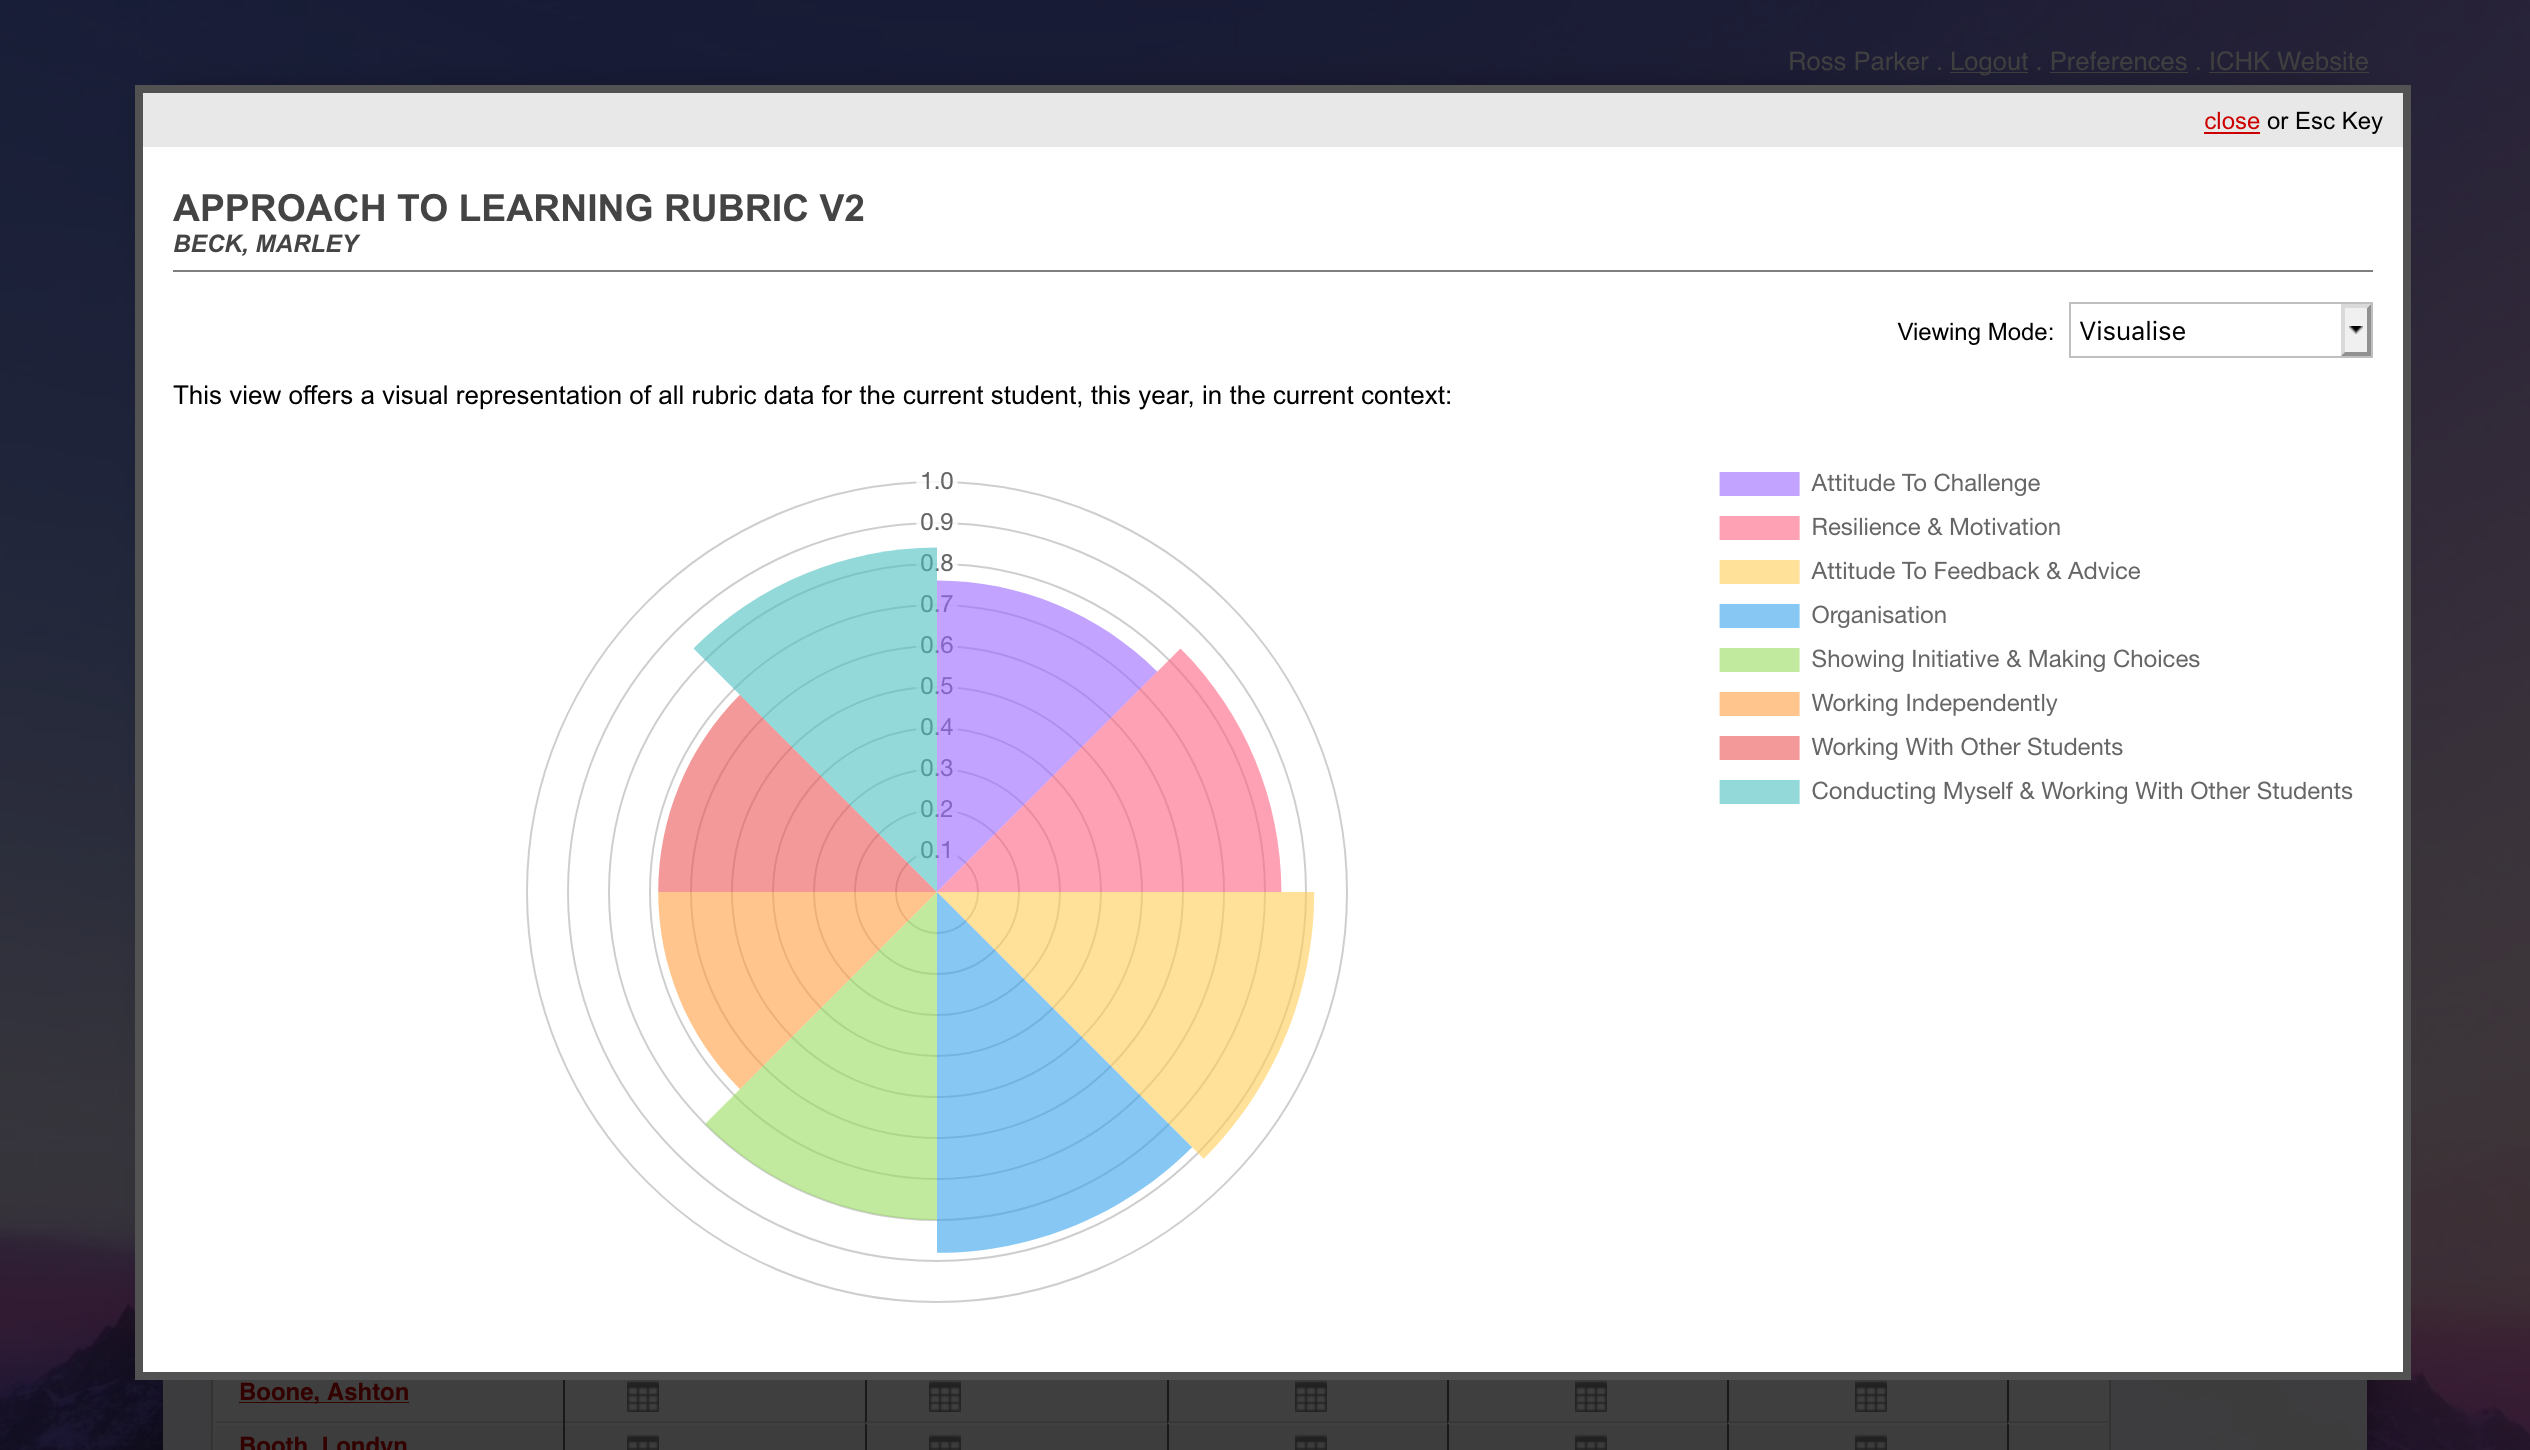 Ross Parker . Logout . Preferences . ICHK Website
close or Esc Key
APPROACH TO LEARNING RUBRIC V2
BECK, MARLEY
Viewing Mode: Visualise
This view offers a visual representation of all rubric data for the current student, this year, in the current context:
1.0
0.9
0.8
0.7
0.6
0.5
0.4
0.3
0.2
0.1
Attitude To Challenge
Resilience & Motivation
Attitude To Feedback & Advice
Organisation
Showing Initiative & Making Choices
Working Independently
Working With Other Students
Conducting Myself & Working With Other Students
Boone, Ashton
Booth, Londyn